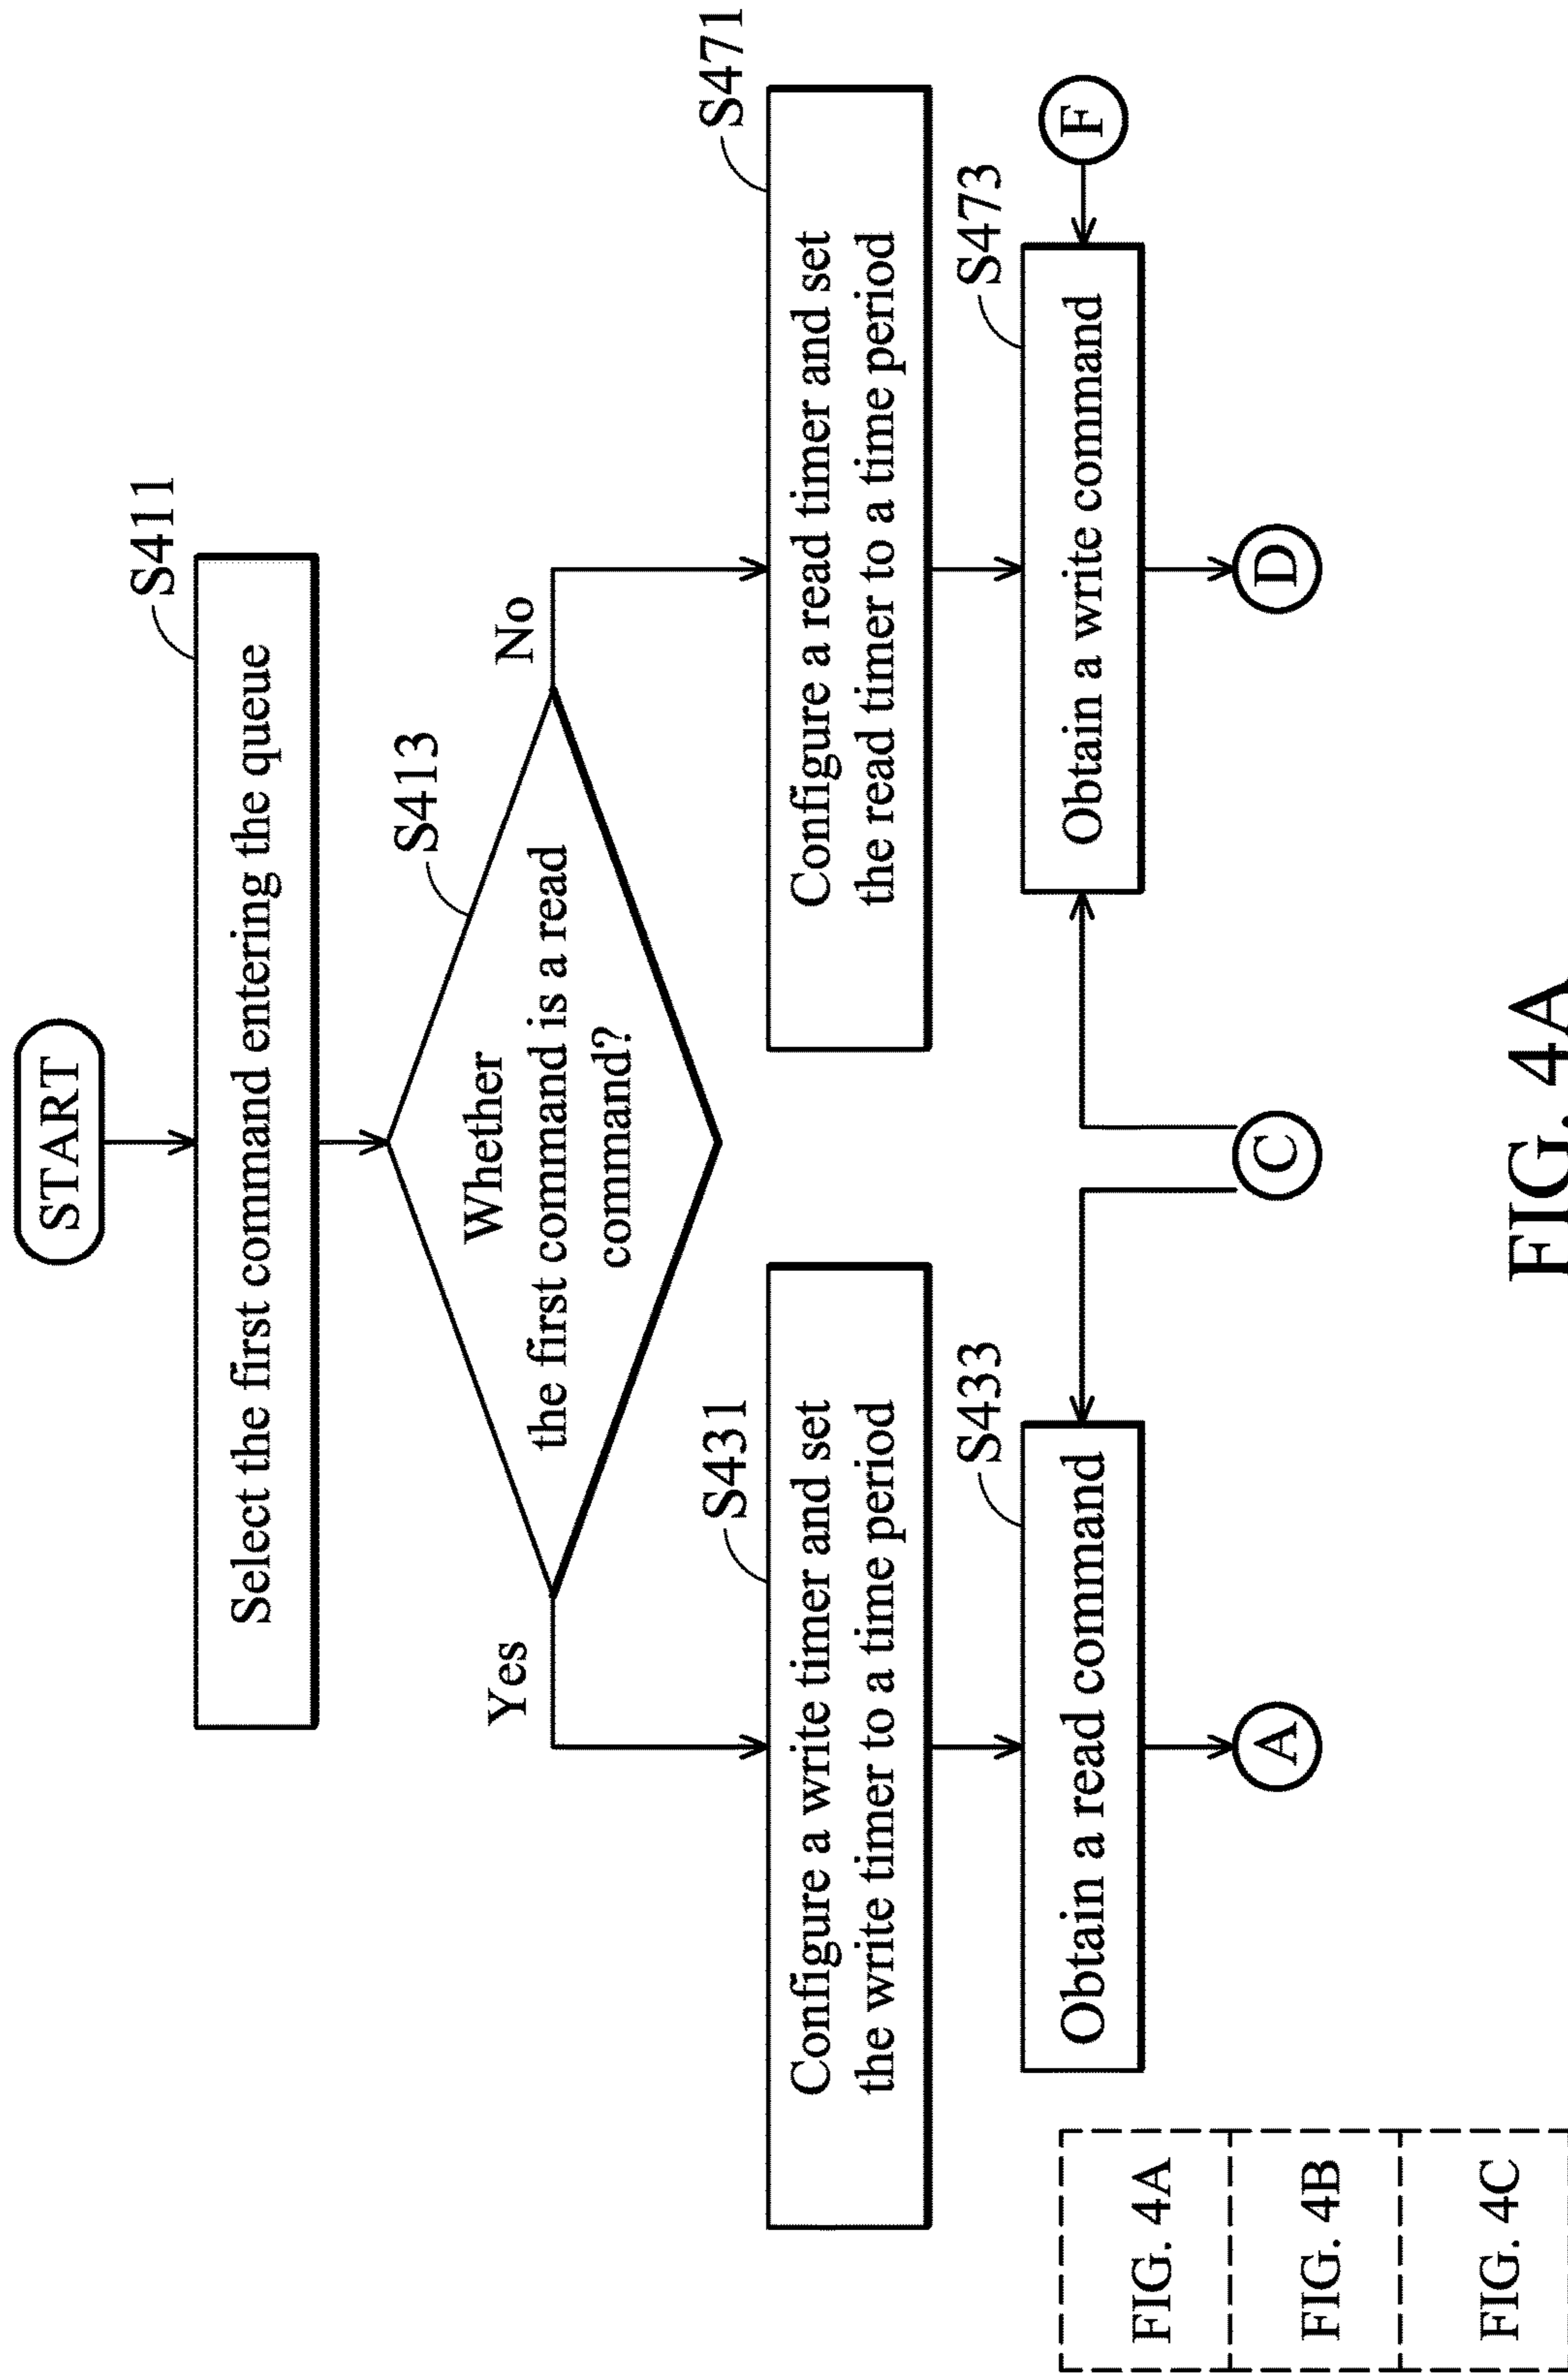 START
S411
Select the first command entering the queue
S413
Whether
the first command is a read
command?
Yes
No
S431
Configure a write timer and set
the write timer to a time period
S471
Configure a read timer and set
the read timer to a time period
S433
Obtain a read command
S473
Obtain a write command
F
A
C
D
FIG. 4A
FIG. 4B
FIG. 4C
FIG. 4A